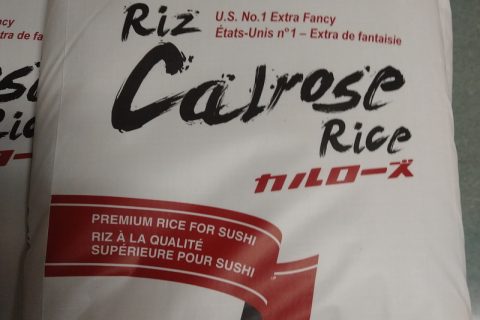 Riz
U.S. No.1 Extra Fancy
États-Unis n°1 – Extra de fantaisie
Calrose
Rice
カルローズ
PREMIUM RICE FOR SUSHI
RIZ À LA QUALITÉ
SUPÉRIEURE POUR SUSHI